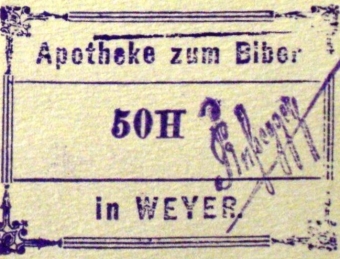 Apotheke zum Biber
50H
in WEYER.